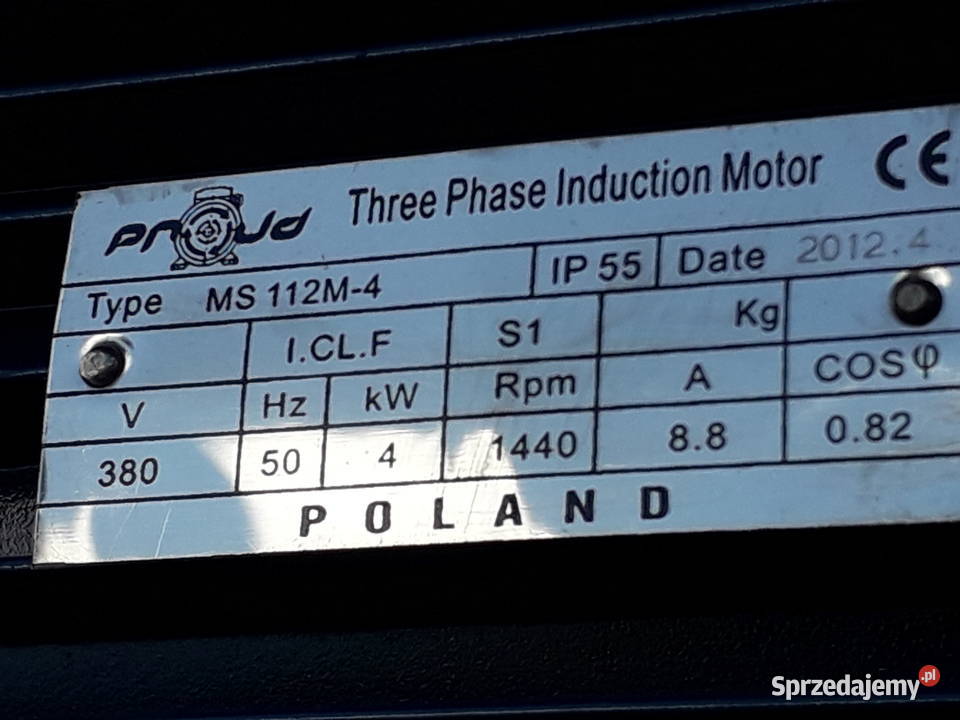 proud Three Phase Induction Motor CE
Type MS 112M-4 IP 55 Date 2012.4
I.CL.F S1 Kg
V Hz kW Rpm A COSφ
380 50 4 1440 8.8 0.82
POLAND
Sprzedajemy.pl